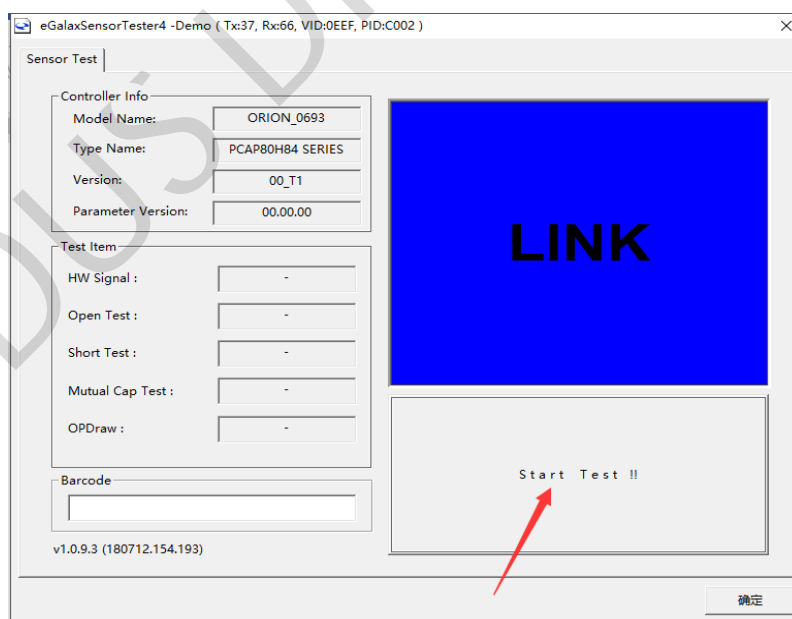 eGalaxSensorTester4 -Demo ( Tx:37, Rx:66, VID:0EEF, PID:C002 )
Sensor Test
Controller Info
Model Name: ORION_0693
Type Name: PCAP80H84 SERIES
Version: 00_T1
Parameter Version: 00.00.00
LINK
Test Item
HW Signal : -
Open Test : -
Short Test : -
Mutual Cap Test : -
OPDraw : -
Start Test !!
Barcode
v1.0.9.3 (180712.154.193)
确定